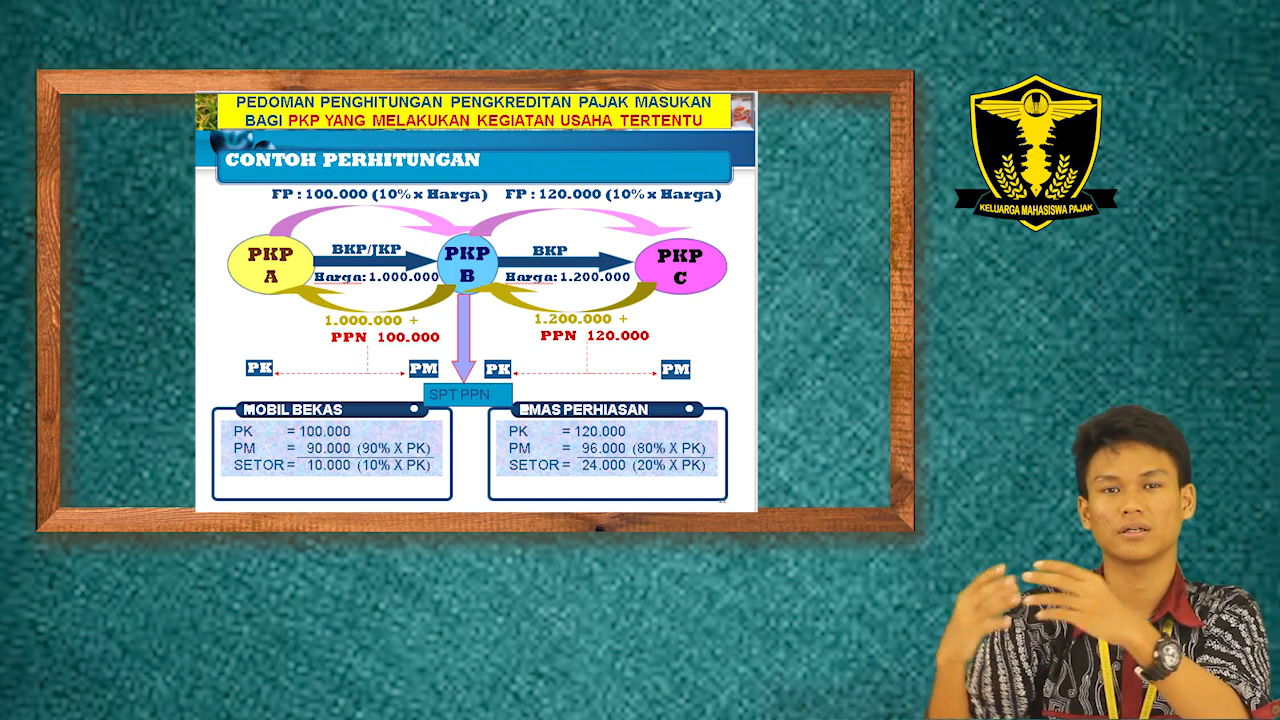 PEDOMAN PENGHITUNGAN PENGKREDITAN PAJAK MASUKAN
BAGI PKP YANG MELAKUKAN KEGIATAN USAHA TERTENTU
CONTOH PERHITUNGAN
FP : 100.000 (10% x Harga)
FP : 120.000 (10% x Harga)
PKP
A
BKP/JKP
Harga: 1.000.000
PKP
B
BKP
Harga: 1.200.000
PKP
C
1.000.000 +
PPN 100.000
1.200.000 +
PPN 120.000
PK
PM
PK
PM
SPT PPN
MOBIL BEKAS
PK = 100.000
PM = 90.000 (90% X PK)
SETOR = 10.000 (10% X PK)
EMAS PERHIASAN
PK = 120.000
PM = 96.000 (80% X PK)
SETOR = 24.000 (20% X PK)
KELUARGA MAHASISWA PAJAK